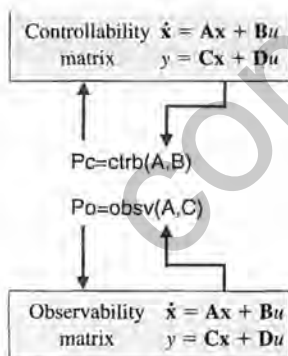 Controllability ẋ = Ax + Bu
matrix y = Cx + Du
Pc=ctrb(A,B)
Po=obsv(A,C)
Observability ẋ = Ax + Bu
matrix y = Cx + Du